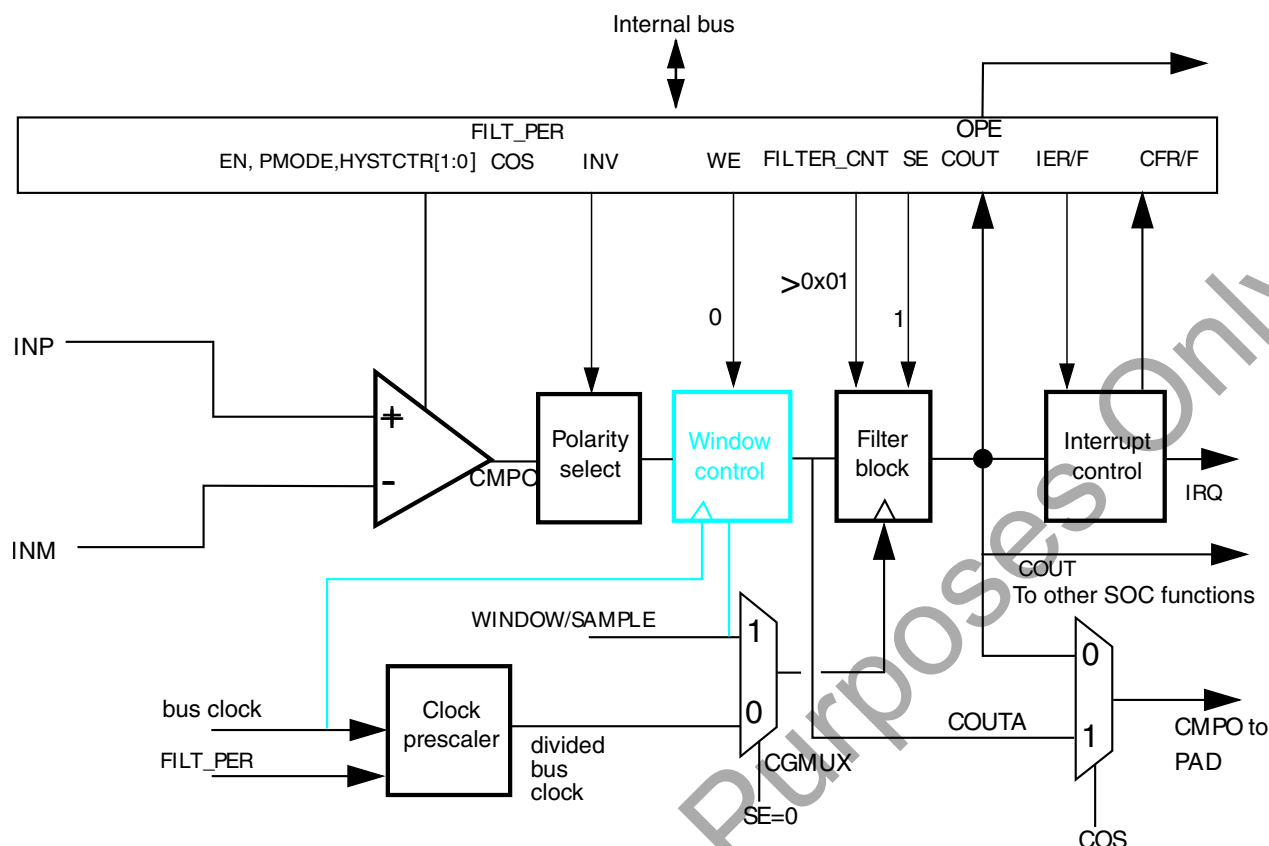 Internal bus
FILT_PER
OPE
EN, PMODE,HYSTCTR[1:0] COS INV WE FILTER_CNT SE COUT IER/F CFR/F
>0x01
0
1
INP
+
Polarity
select
Window
control
Filter
block
Interrupt
control
-
CMPO
IRQ
INM
COUT
To other SOC functions
WINDOW/SAMPLE
1
0
0
1
bus clock
FILT_PER
Clock
prescaler
divided
bus
clock
CGMUX
SE=0
COUTA
CMPO to
PAD
COS
Purposes Only